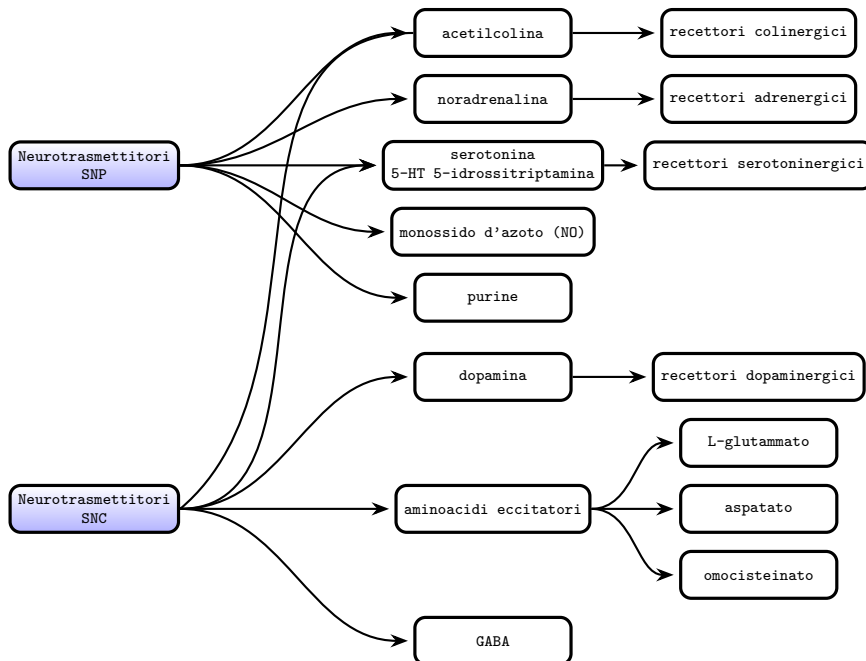 acetilcolina
recettori colinergici
noradrenalina
recettori adrenergici
Neurotrasmettitori
SNP
serotonina
5-HT 5-idrossitriptamina
recettori serotoninergici
monossido d'azoto (NO)
purine
dopamina
recettori dopaminergici
L-glutammato
Neurotrasmettitori
SNC
aminoacidi eccitatori
aspatato
omocisteinato
GABA